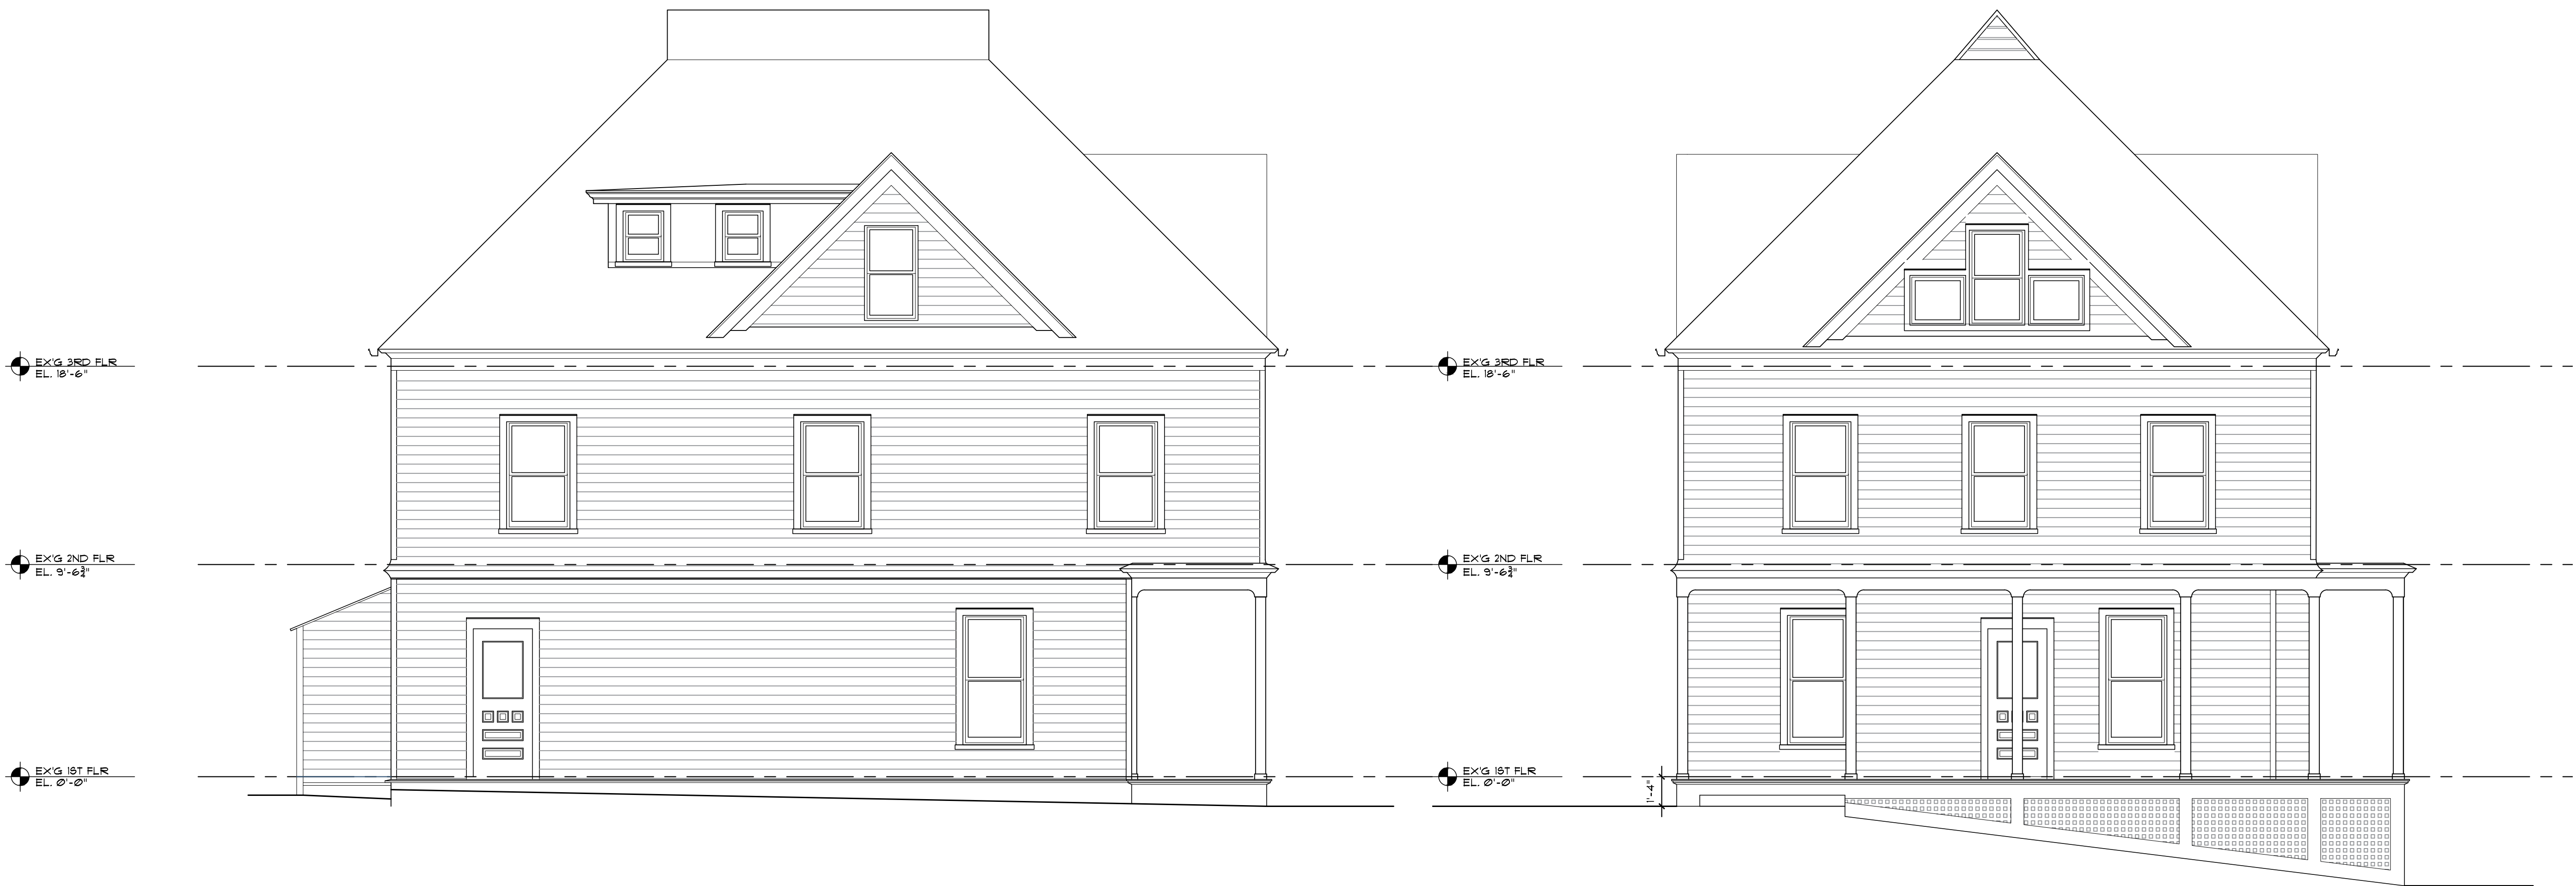 EX'G 3RD FLR
EL. 18'-6"
EX'G 2ND FLR
EL. 9'-6¾"
EX'G 1ST FLR
EL. 0'-0"
EX'G 3RD FLR
EL. 18'-6"
EX'G 2ND FLR
EL. 9'-6¾"
EX'G 1ST FLR
EL. 0'-0"
1'-4"